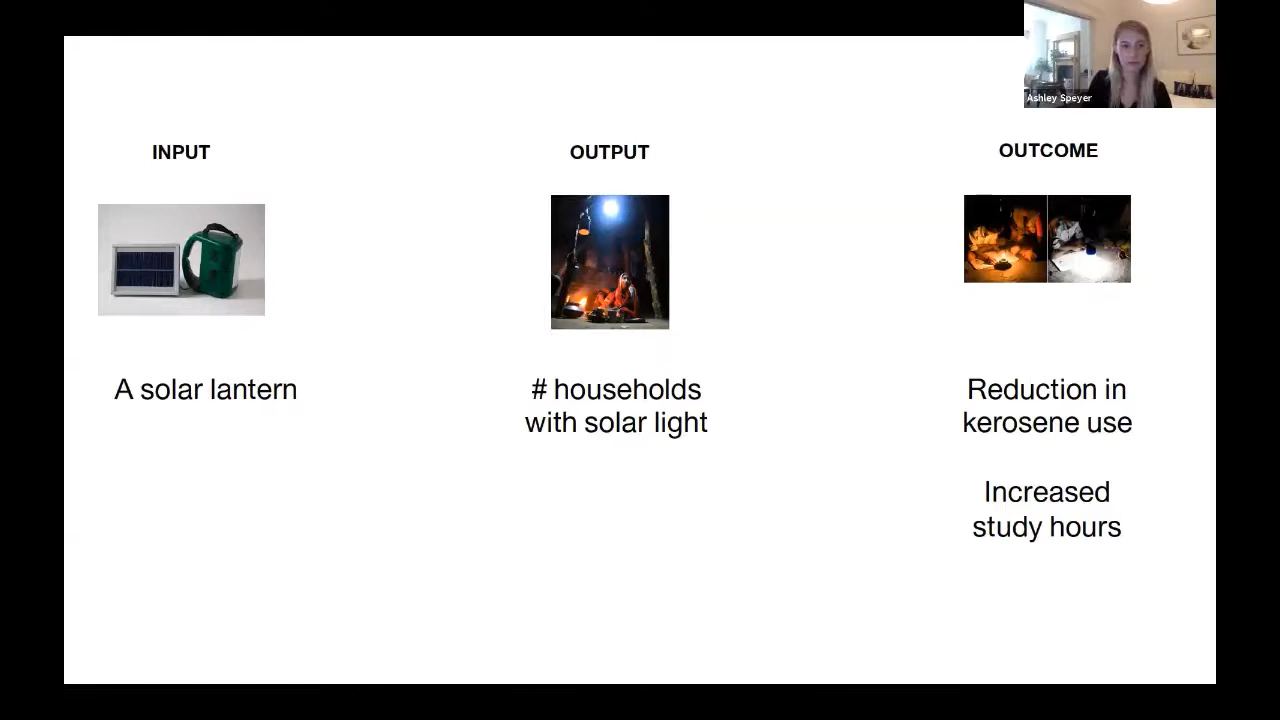 Ashley Speyer
INPUT
OUTPUT
OUTCOME
A solar lantern
# households
with solar light
Reduction in
kerosene use
Increased
study hours